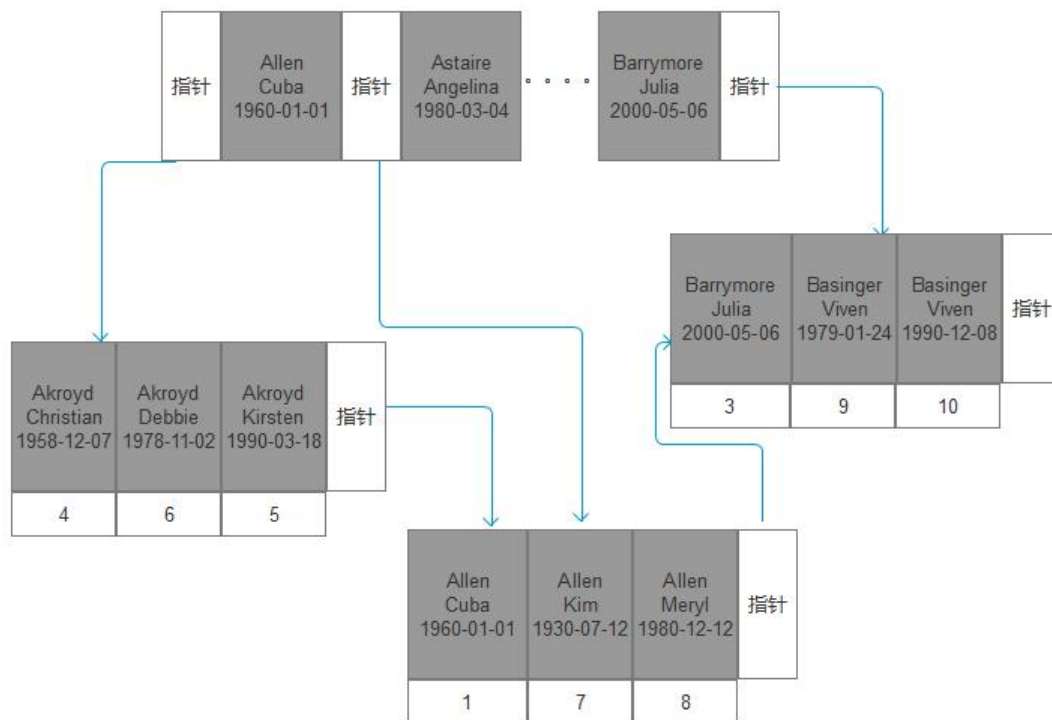 指针
Allen
Cuba
1960-01-01
指针
Astaire
Angelina
1980-03-04
Barrymore
Julia
2000-05-06
指针
Barrymore
Julia
2000-05-06
Basinger
Viven
1979-01-24
Basinger
Viven
1990-12-08
指针
3
9
10
Akroyd
Christian
1958-12-07
Akroyd
Debbie
1978-11-02
Akroyd
Kirsten
1990-03-18
指针
4
6
5
Allen
Cuba
1960-01-01
Allen
Kim
1930-07-12
Allen
Meryl
1980-12-12
指针
1
7
8